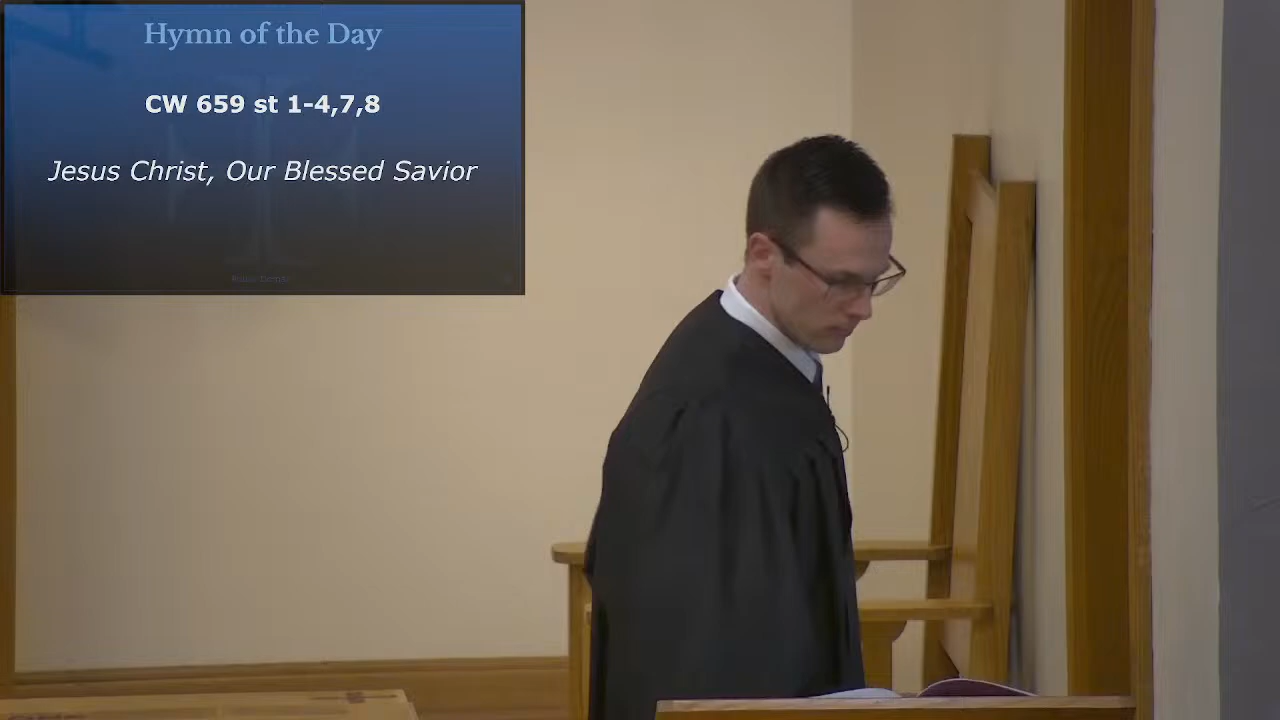 Hymn of the Day
CW 659 st 1-4,7,8
Jesus Christ, Our Blessed Savior